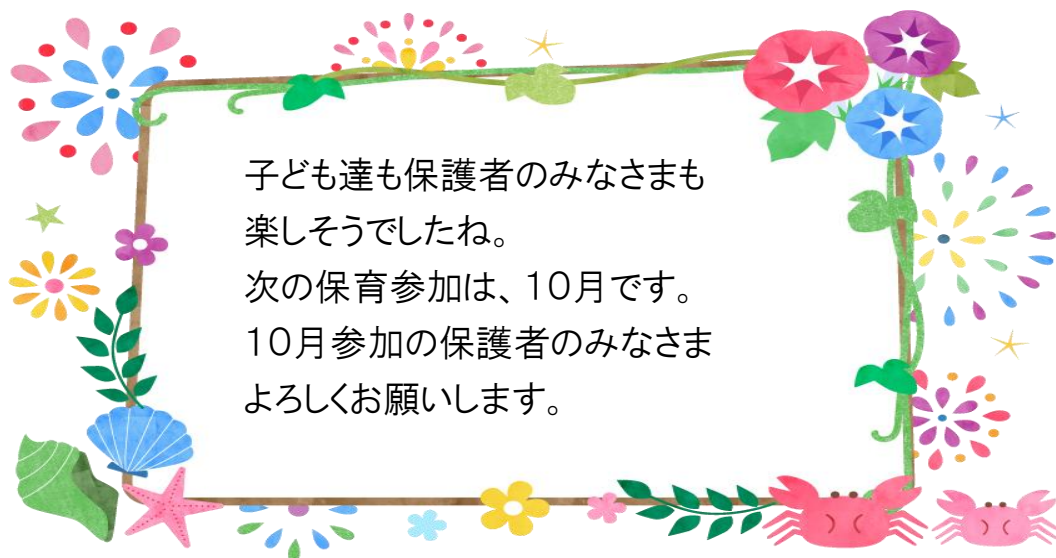 子ども達も保護者のみなさまも
楽しそうでしたね。
次の保育参加は、10月です。
10月参加の保護者のみなさま
よろしくお願いします。